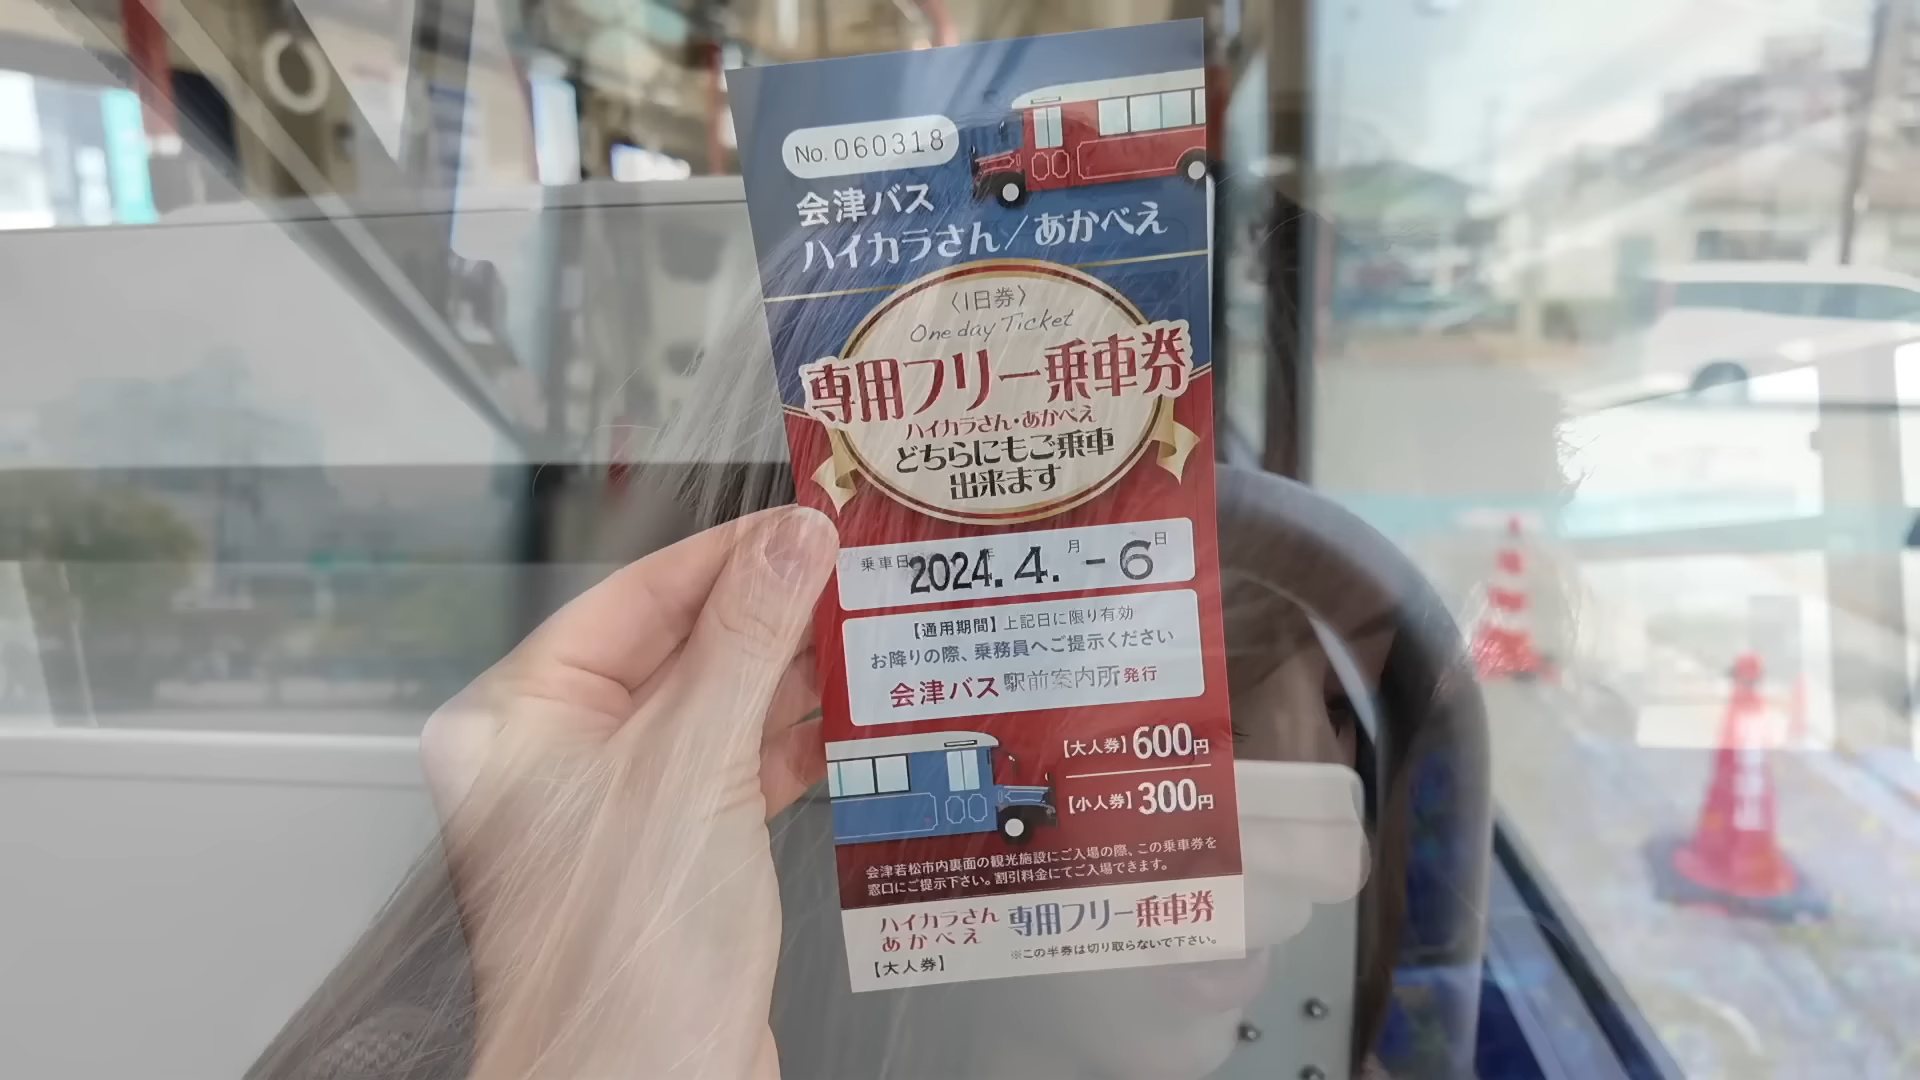 No. 060318
会津バス
ハイカラさん/あかべえ
〈1日券〉
One day Ticket
専用フリー乗車券
ハイカラさん・あかべえ
どちらにもご乗車
出来ます
乗車日 2024.4.-6
年 月 日
【通用期間】上記日に限り有効
お降りの際、乗務員へご提示ください
会津バス 駅前案内所 発行
【大人券】600円
【小人券】300円
会津若松市内裏面の観光施設にご入場の際、この乗車券を
窓口にご提示下さい。割引料金にてご入場できます。
ハイカラさん 専用フリー乗車券
あかべえ
※この半券は切り取らないで下さい。
【大人券】